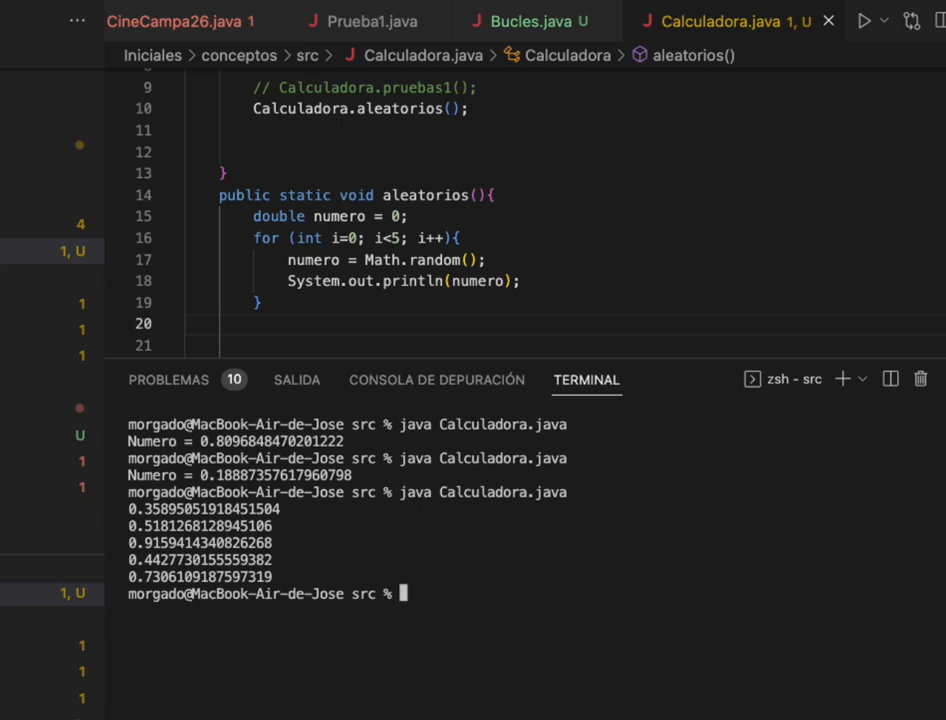 ... CineCampa26.java 1 J Prueba1.java J Bucles.java U J Calculadora.java 1, U ×
Iniciales > conceptos > src > J Calculadora.java > Calculadora > aleatorios()
9 // Calculadora.pruebas1();
10 Calculadora.aleatorios();
11
12
13 }
14 public static void aleatorios(){
15 double numero = 0;
16 for (int i=0; i<5; i++){
17 numero = Math.random();
18 System.out.println(numero);
19 }
20
21
4
1, U
1
1
1
U
1
1
1, U
1
1
1
PROBLEMAS 10 SALIDA CONSOLA DE DEPURACIÓN TERMINAL zsh - src
morgado@MacBook-Air-de-Jose src % java Calculadora.java
Numero = 0.8096848470201222
morgado@MacBook-Air-de-Jose src % java Calculadora.java
Numero = 0.18887357617960798
morgado@MacBook-Air-de-Jose src % java Calculadora.java
0.35895051918451504
0.5181268128945106
0.9159414340826268
0.4427730155559382
0.7306109187597319
morgado@MacBook-Air-de-Jose src %